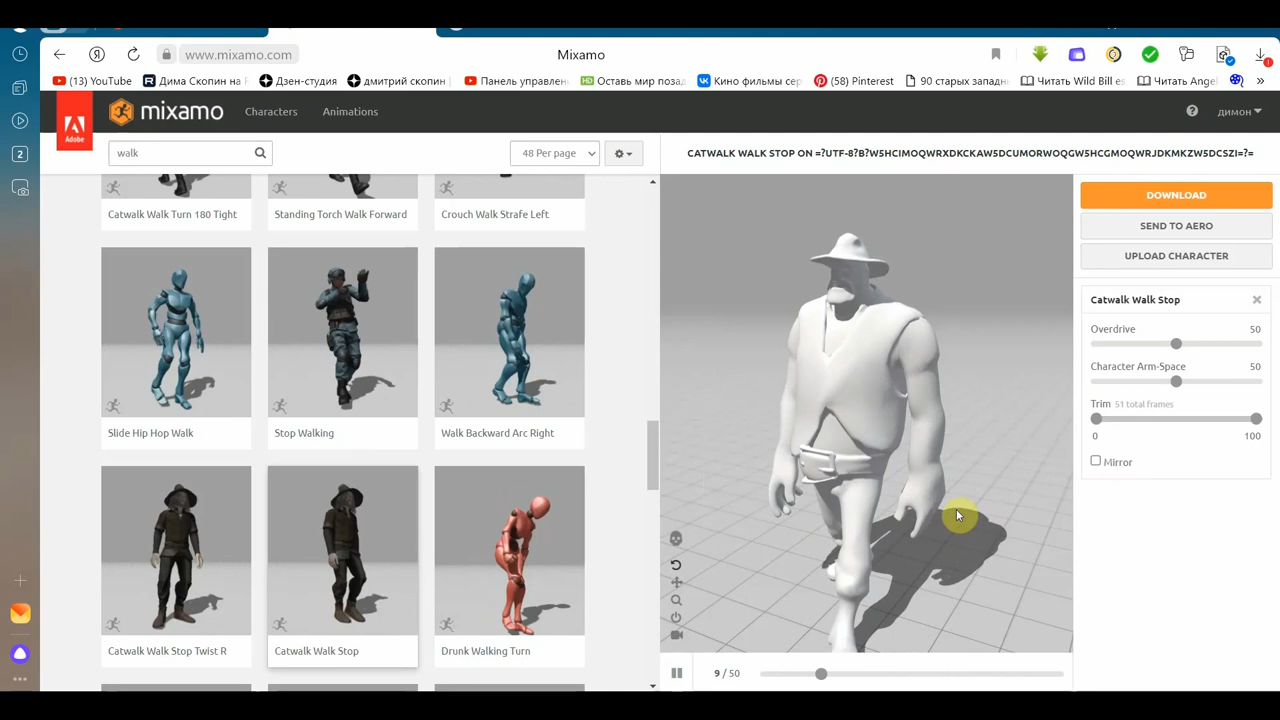 www.mixamo.com
Mixamo
(13) YouTube
Дима Скопин на Р
Дзен-студия
дмитрий скопин
Панель управлен
Оставь мир позад
Кино фильмы сер
(58) Pinterest
90 старых западн
Читать Wild Bill es
Читать Angel
»
Adobe
mixamo
Characters
Animations
димон
walk
48 Per page
CATWALK WALK STOP ON =?UTF-8?B?W5HCIMOQWRXDKCKAW5DCUMORWOQGW5HCGMOQWRJDKMKZW5DCSZI=?=
Catwalk Walk Turn 180 Tight
Standing Torch Walk Forward
Crouch Walk Strafe Left
DOWNLOAD
SEND TO AERO
UPLOAD CHARACTER
Catwalk Walk Stop
Overdrive 50
Character Arm-Space 50
Trim 51 total frames
0 100
Mirror
Slide Hip Hop Walk
Stop Walking
Walk Backward Arc Right
Catwalk Walk Stop Twist R
Catwalk Walk Stop
Drunk Walking Turn
9 / 50
2